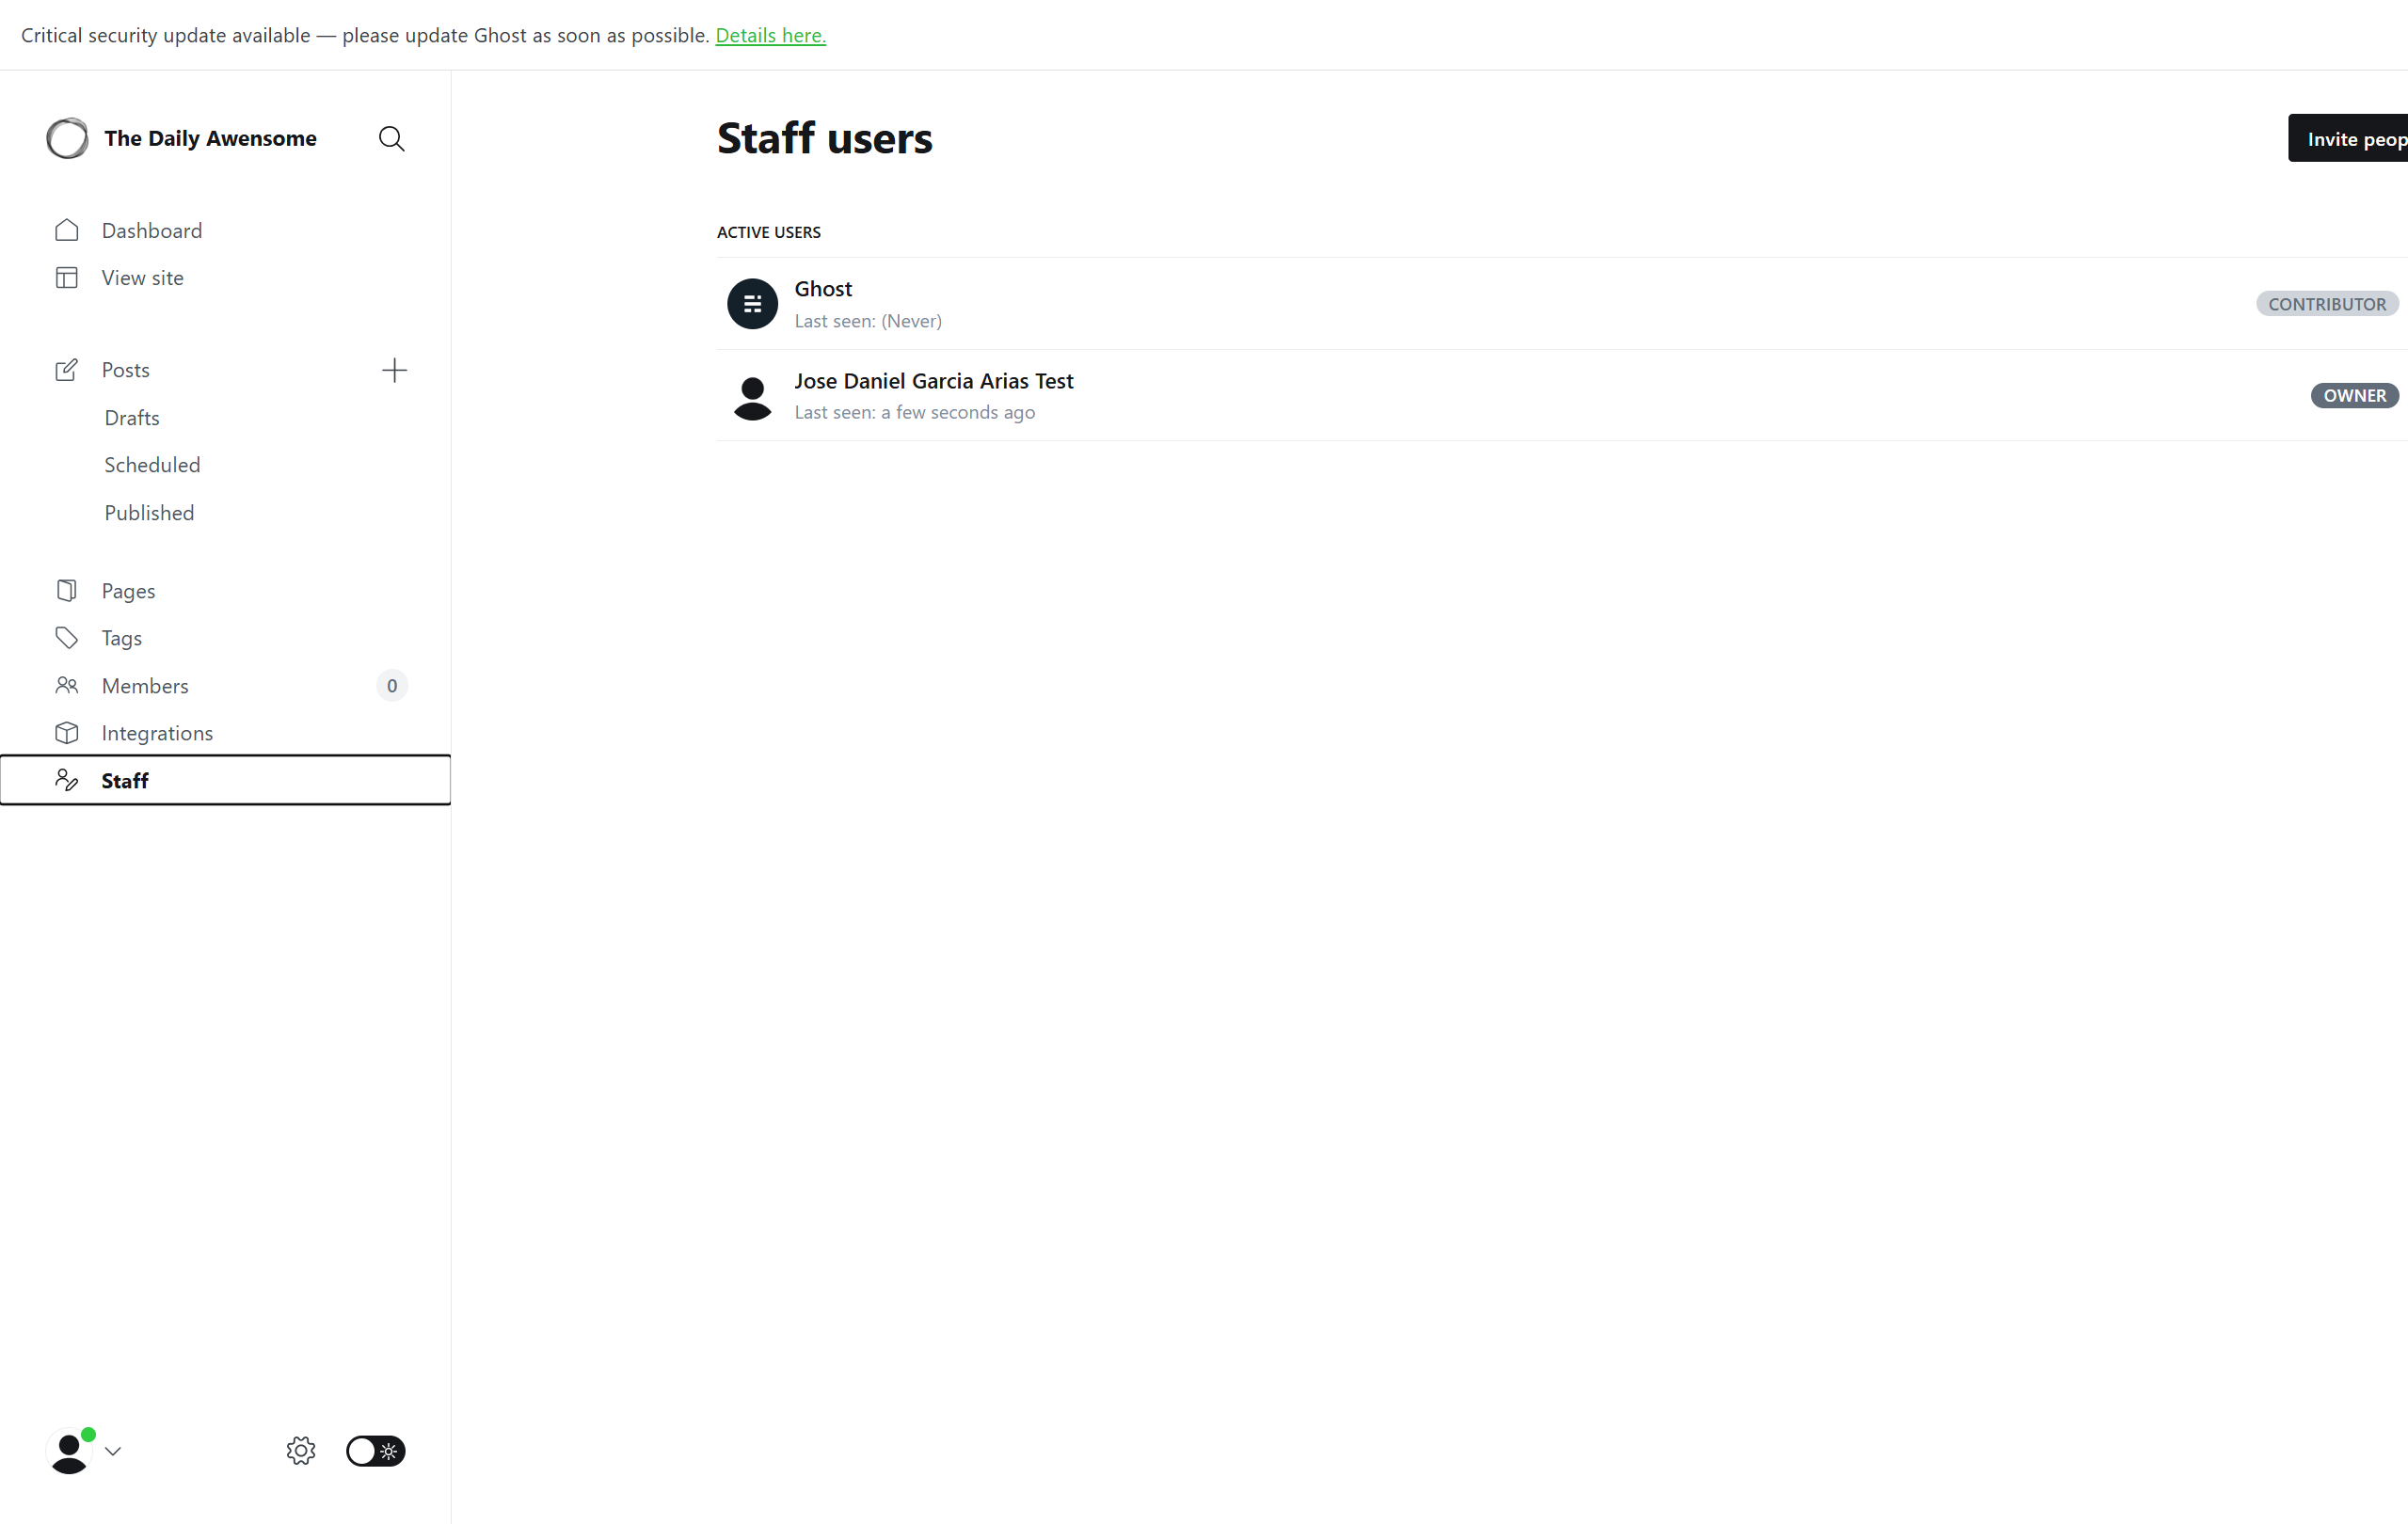 Critical security update available — please update Ghost as soon as possible. Details here.
The Daily Awensome
Dashboard
View site
Posts
Drafts
Scheduled
Published
Pages
Tags
Members 0
Integrations
Staff
Staff users
Invite peop
ACTIVE USERS
Ghost
Last seen: (Never)
CONTRIBUTOR
Jose Daniel Garcia Arias Test
Last seen: a few seconds ago
OWNER